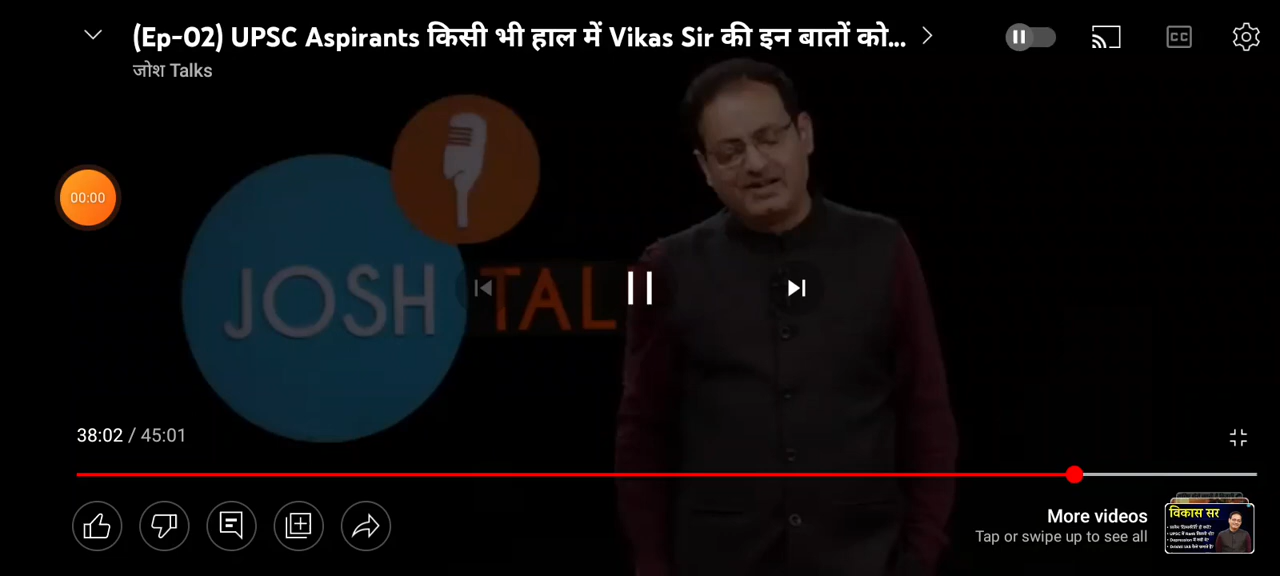 (Ep-02) UPSC Aspirants किसी भी हाल में Vikas Sir की इन बातों को...
जोश Talks
CC
00:00
JOSH TAL
38:02 / 45:01
More videos
Tap or swipe up to see all
विकास सर